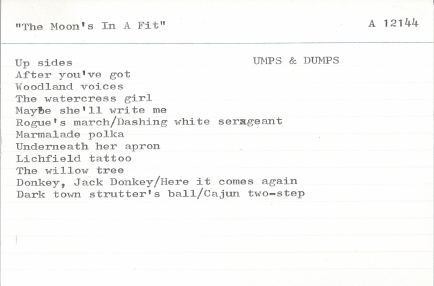 "The Moon's In A Fit" A 12144
Up sides UMPS & DUMPS
After you've got
Woodland voices
The watercress girl
Maybe she'll write me
Rogue's march/Dashing white serxgeant
Marmalade polka
Underneath her apron
Lichfield tattoo
The willow tree
Donkey, Jack Donkey/Here it comes again
Dark town strutter's ball/Cajun two-step